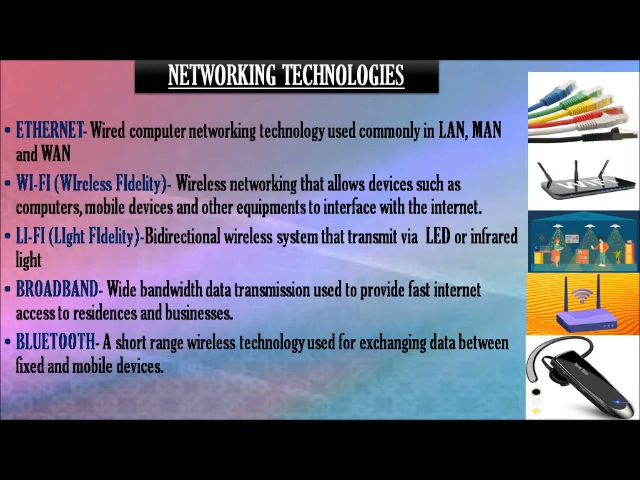 NETWORKING TECHNOLOGIES
• ETHERNET- Wired computer networking technology used commonly in LAN, MAN
and WAN
• WI-FI (WIreless FIdelity)- Wireless networking that allows devices such as
computers, mobile devices and other equipments to interface with the internet.
• LI-FI (LIght FIdelity)-Bidirectional wireless system that transmit via LED or infrared
light
• BROADBAND- Wide bandwidth data transmission used to provide fast internet
access to residences and businesses.
• BLUETOOTH- A short range wireless technology used for exchanging data between
fixed and mobile devices.